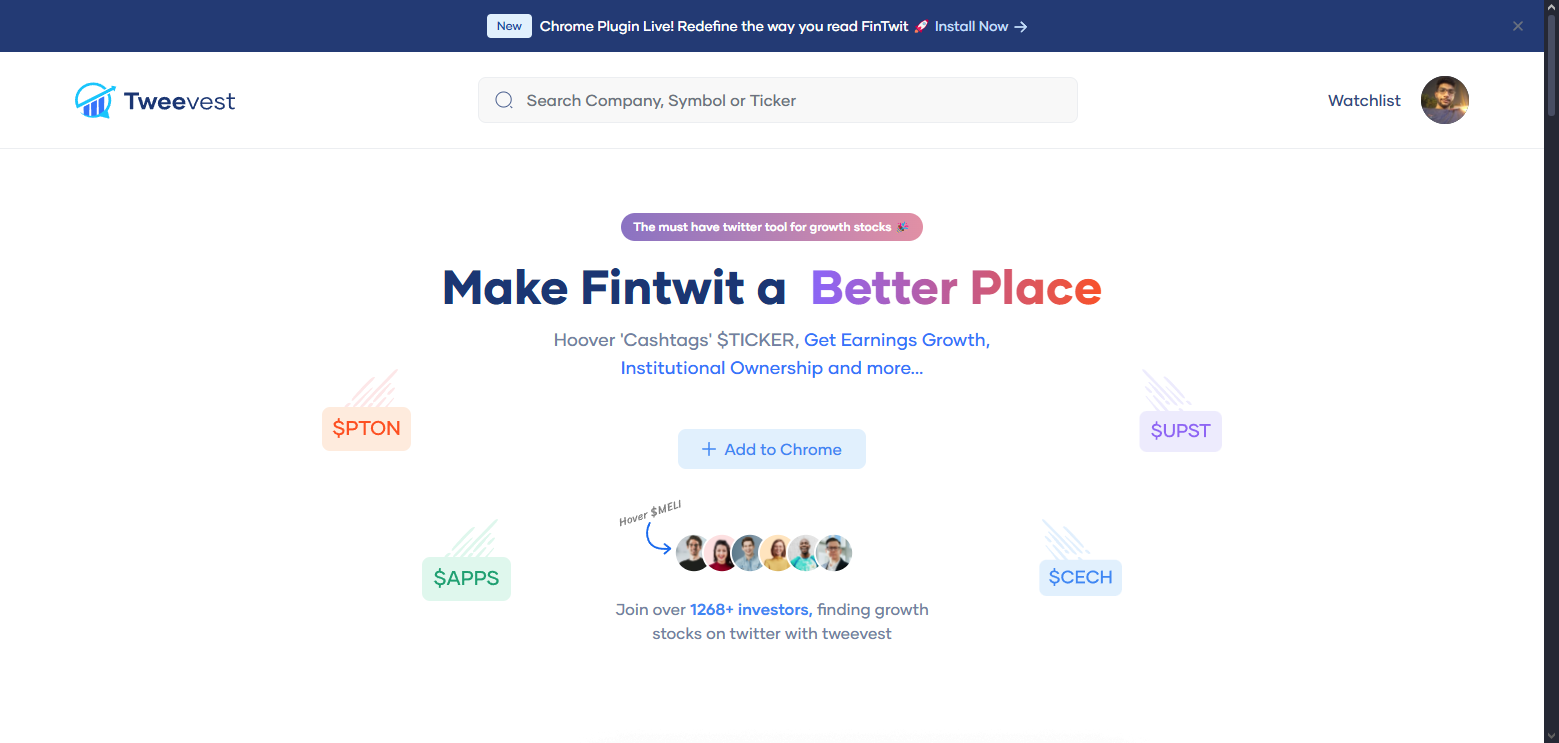 New Chrome Plugin Live! Redefine the way you read FinTwit 🚀 Install Now →
Tweevest
Search Company, Symbol or Ticker
Watchlist
The must have twitter tool for growth stocks 🎉
Make Fintwit a Better Place
Hoover 'Cashtags' $TICKER, Get Earnings Growth,
Institutional Ownership and more...
$PTON
$UPST
+ Add to Chrome
Hover $MELI
$APPS
$CECH
Join over 1268+ investors, finding growth
stocks on twitter with tweevest